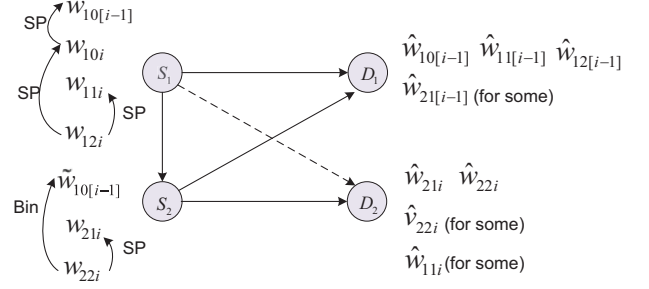 w₁₀[i−1]
SP
w₁₀ᵢ
SP
w₁₁ᵢ
SP
w₁₂ᵢ
w̃₁₀[i−1]
Bin
w₂₁ᵢ
SP
w₂₂ᵢ
S₁
D₁
S₂
D₂
ŵ₁₀[i−1] ŵ₁₁[i−1] ŵ₁₂[i−1]
ŵ₂₁[i−1] (for some)
ŵ₂₁ᵢ ŵ₂₂ᵢ
v̂₂₂ᵢ (for some)
ŵ₁₁ᵢ (for some)